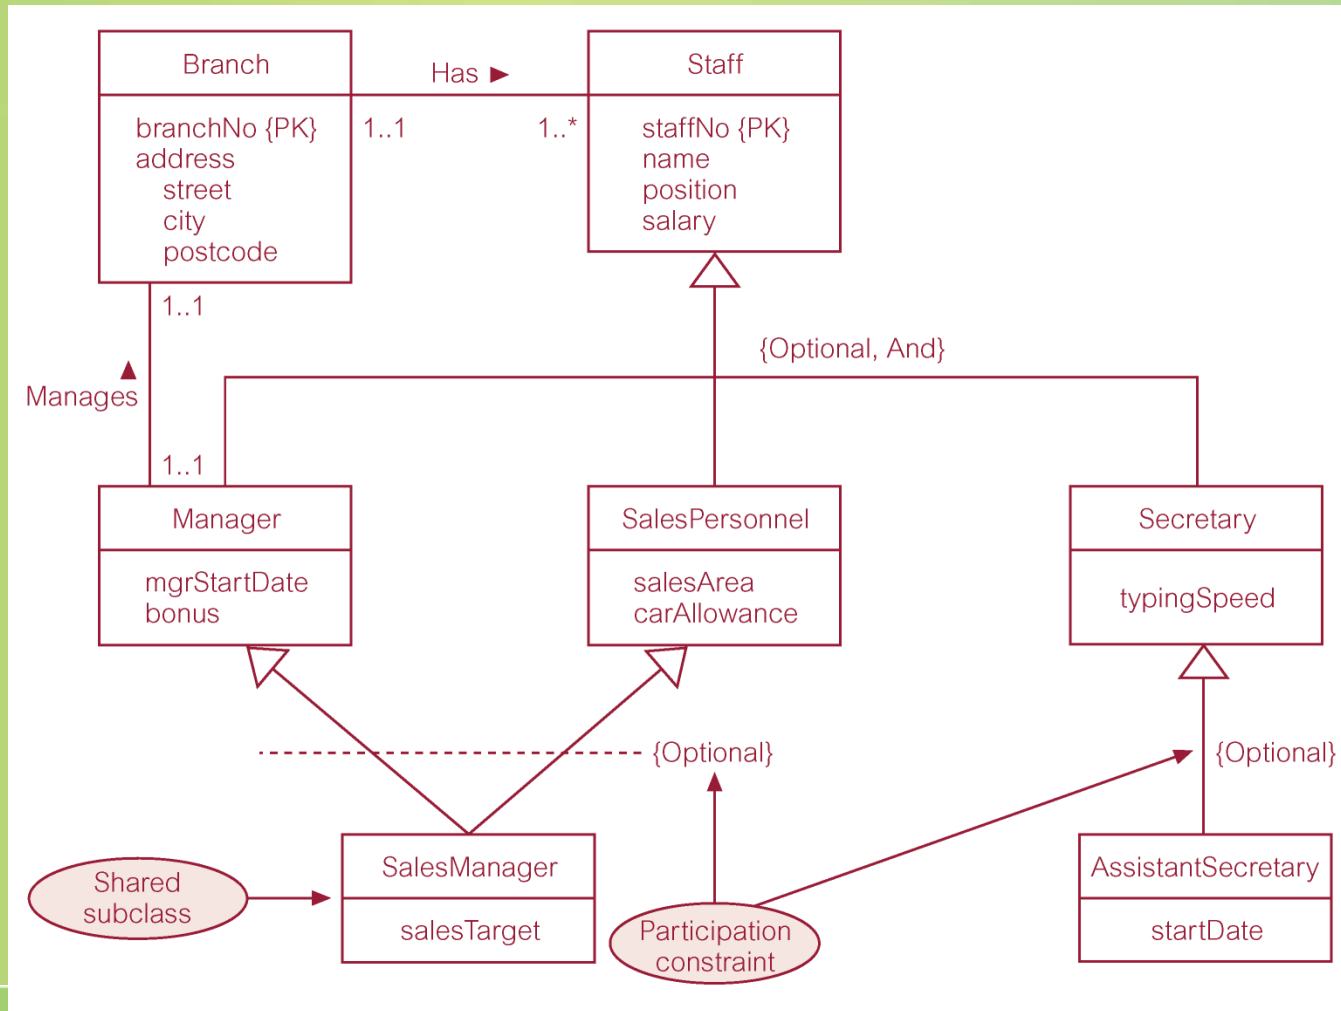 Branch
Has ►
Staff
branchNo {PK}
address
street
city
postcode
1..1
1..*
staffNo {PK}
name
position
salary
1..1
{Optional, And}
▲
Manages
1..1
Manager
mgrStartDate
bonus
SalesPersonnel
salesArea
carAllowance
Secretary
typingSpeed
{Optional}
{Optional}
Shared
subclass
SalesManager
salesTarget
Participation
constraint
AssistantSecretary
startDate